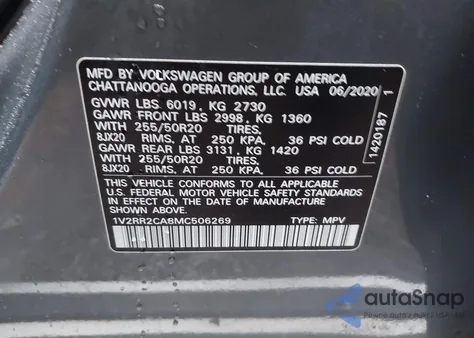 MFD BY VOLKSWAGEN GROUP OF AMERICA
CHATTANOOGA OPERATIONS, LLC. USA 06/2020
GVWR LBS 6019, KG 2730
GAWR FRONT LBS 2998, KG 1360
WITH 255/50R20 TIRES,
8JX20 RIMS, AT 250 KPA, 36 PSI COLD
GAWR REAR LBS 3131, KG 1420
WITH 255/50R20 TIRES,
8JX20 RIMS, AT 250 KPA, 36 PSI COLD
THIS VEHICLE CONFORMS TO ALL APPLICABLE
U.S. FEDERAL MOTOR VEHICLE SAFETY STANDARDS
IN EFFECT ON THE DATE OF MANUFACTURE
SHOWN ABOVE.
1V2RR2CA8MC506269 TYPE: MPV
1420187 1
autoSnap